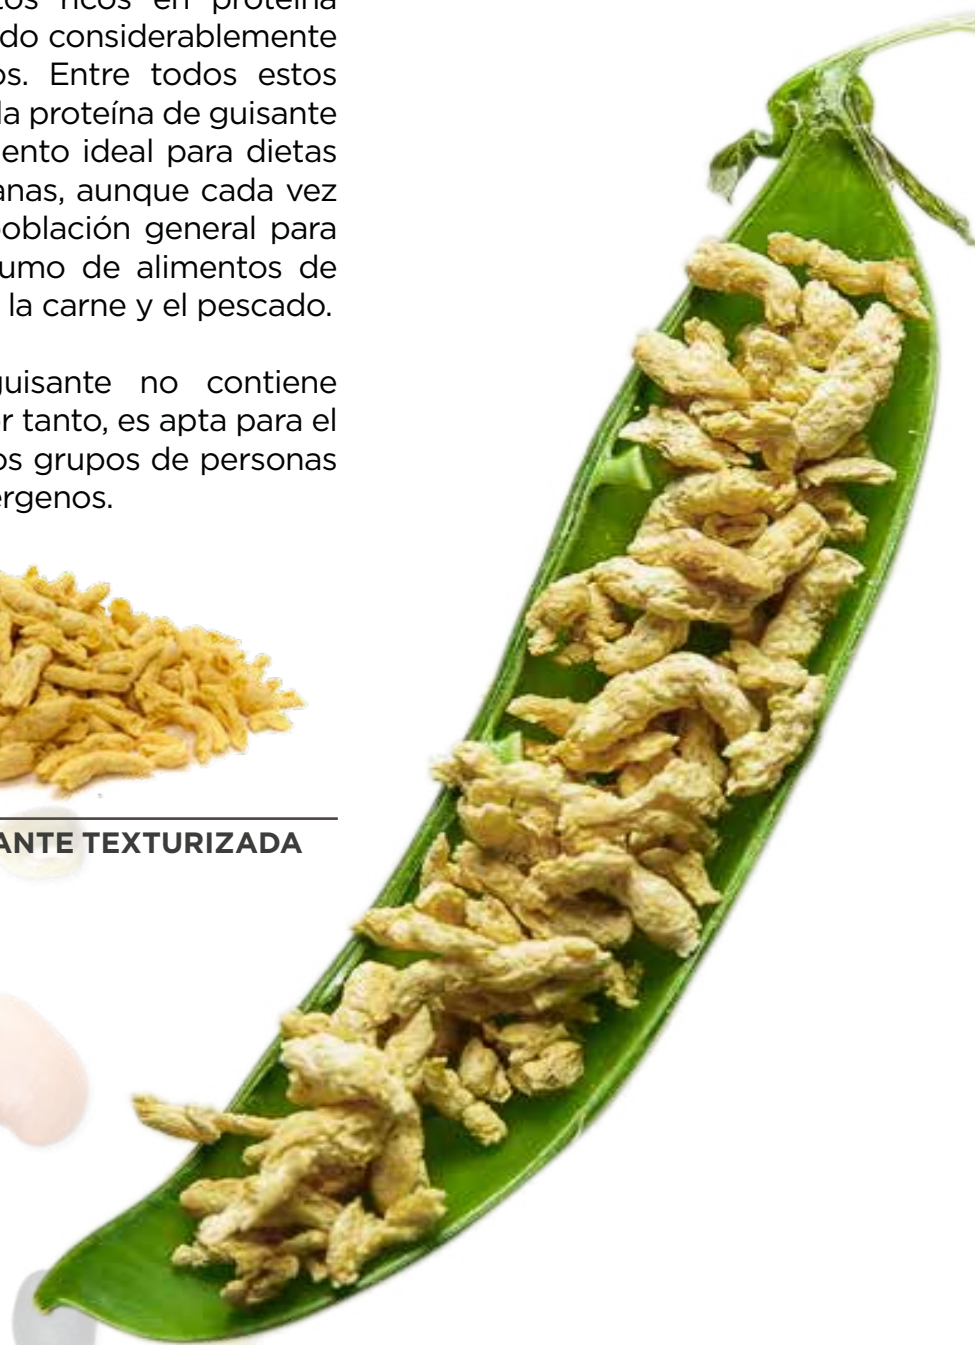 tos ricos en proteína
do considerablemente
os. Entre todos estos
la proteína de guisante
ento ideal para dietas
anas, aunque cada vez
oblación general para
umo de alimentos de
la carne y el pescado.
guisante no contiene
r tanto, es apta para el
os grupos de personas
érgenos.
ANTE TEXTURIZADA